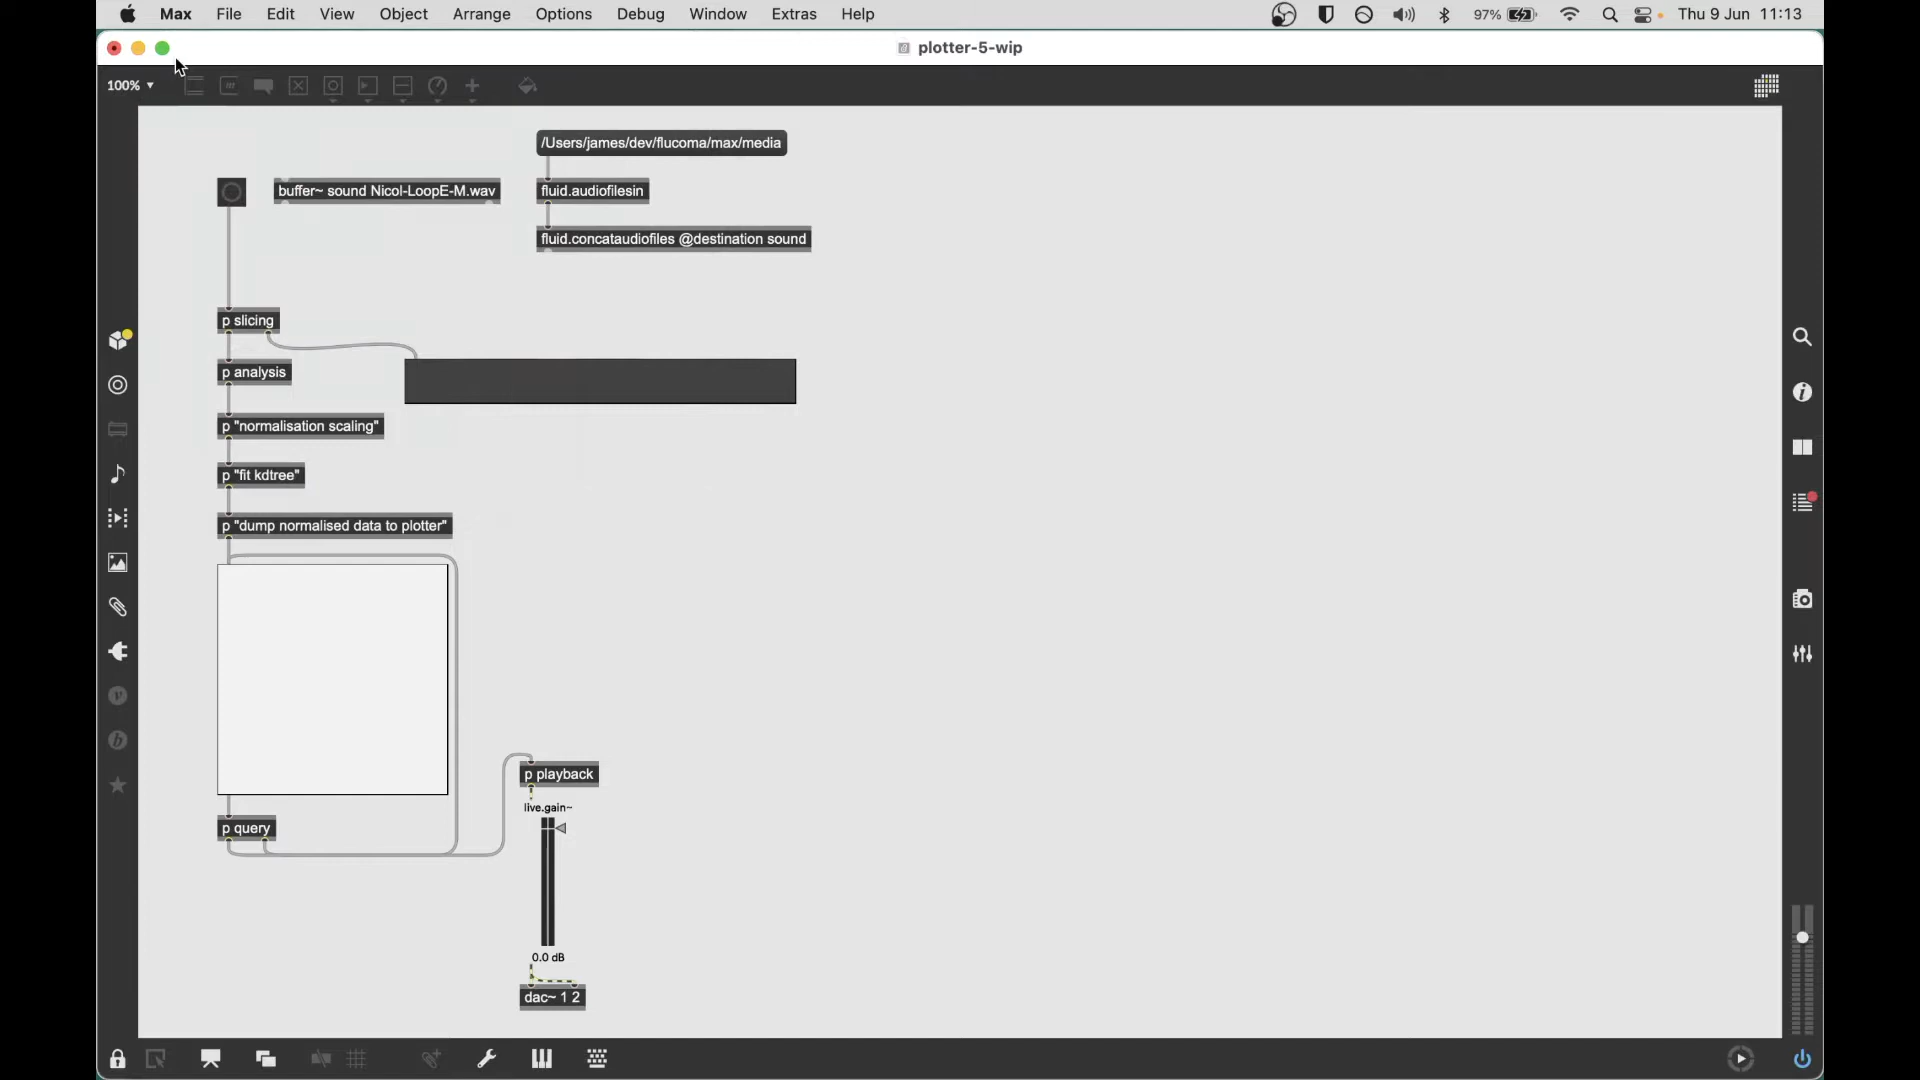 Max File Edit View Object Arrange Options Debug Window Extras Help 97% Thu 9 Jun 11:13
plotter-5-wip
100%
/Users/james/dev/flucoma/max/media
buffer~ sound Nicol-LoopE-M.wav
fluid.audiofilesin
fluid.concataudiofiles @destination sound
p slicing
p analysis
p "normalisation scaling"
p "fit kdtree"
p "dump normalised data to plotter"
p playback
live.gain~
p query
0.0 dB
dac~ 1 2